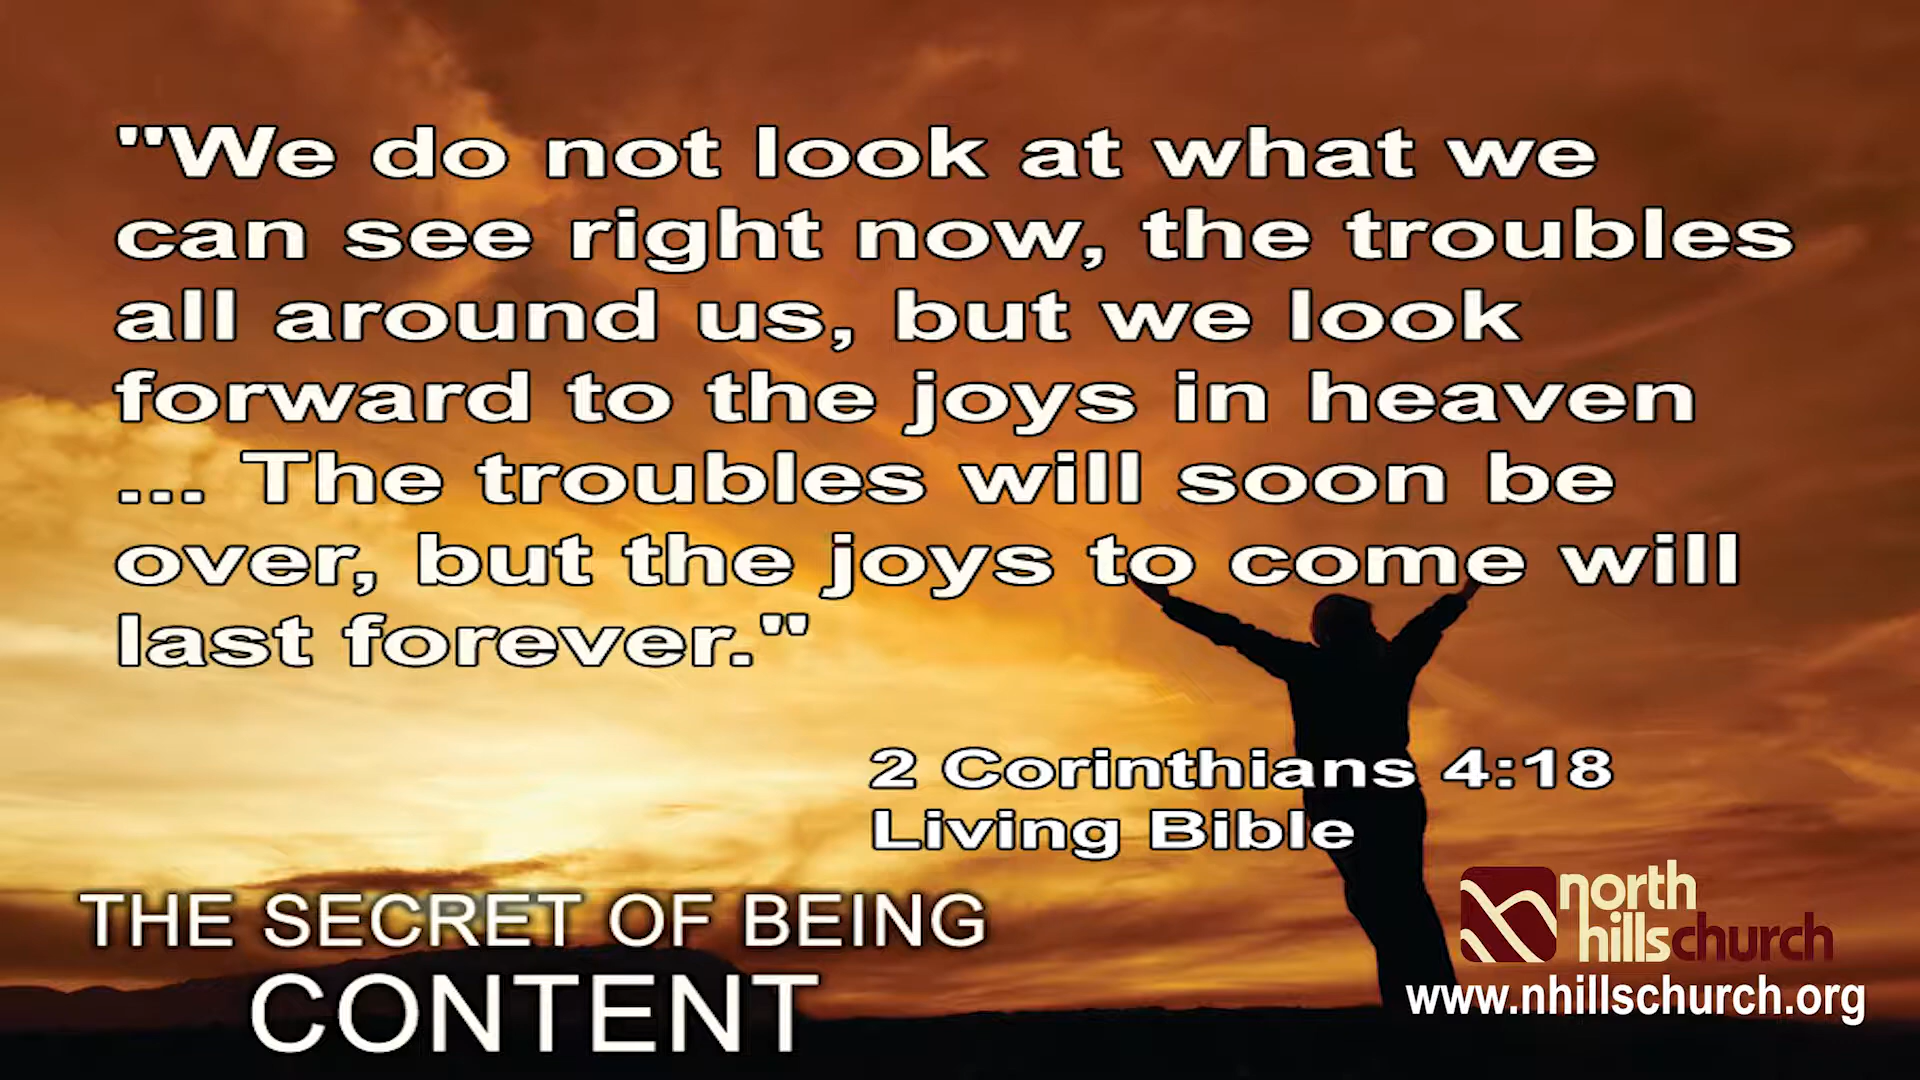 "We do not look at what we
can see right now, the troubles
all around us, but we look
forward to the joys in heaven
... The troubles will soon be
over, but the joys to come will
last forever."
2 Corinthians 4:18
Living Bible
THE SECRET OF BEING
CONTENT
north
hillschurch
www.nhillschurch.org